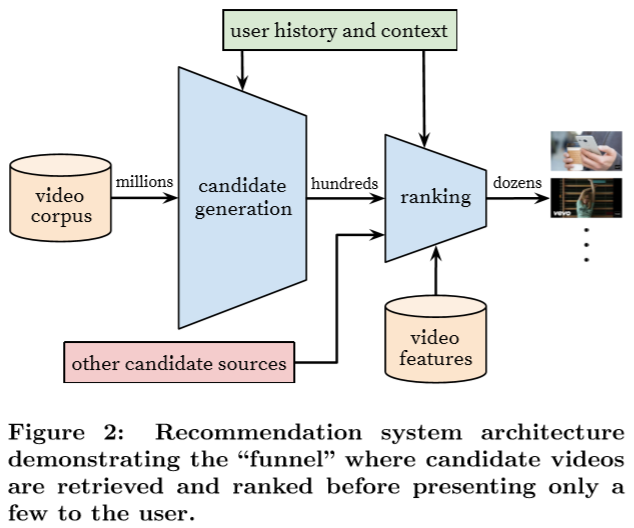 user history and context
video
corpus
millions
candidate
generation
hundreds
ranking
dozens
vevo
other candidate sources
video
features
Figure 2: Recommendation system architecture
demonstrating the “funnel” where candidate videos
are retrieved and ranked before presenting only a
few to the user.